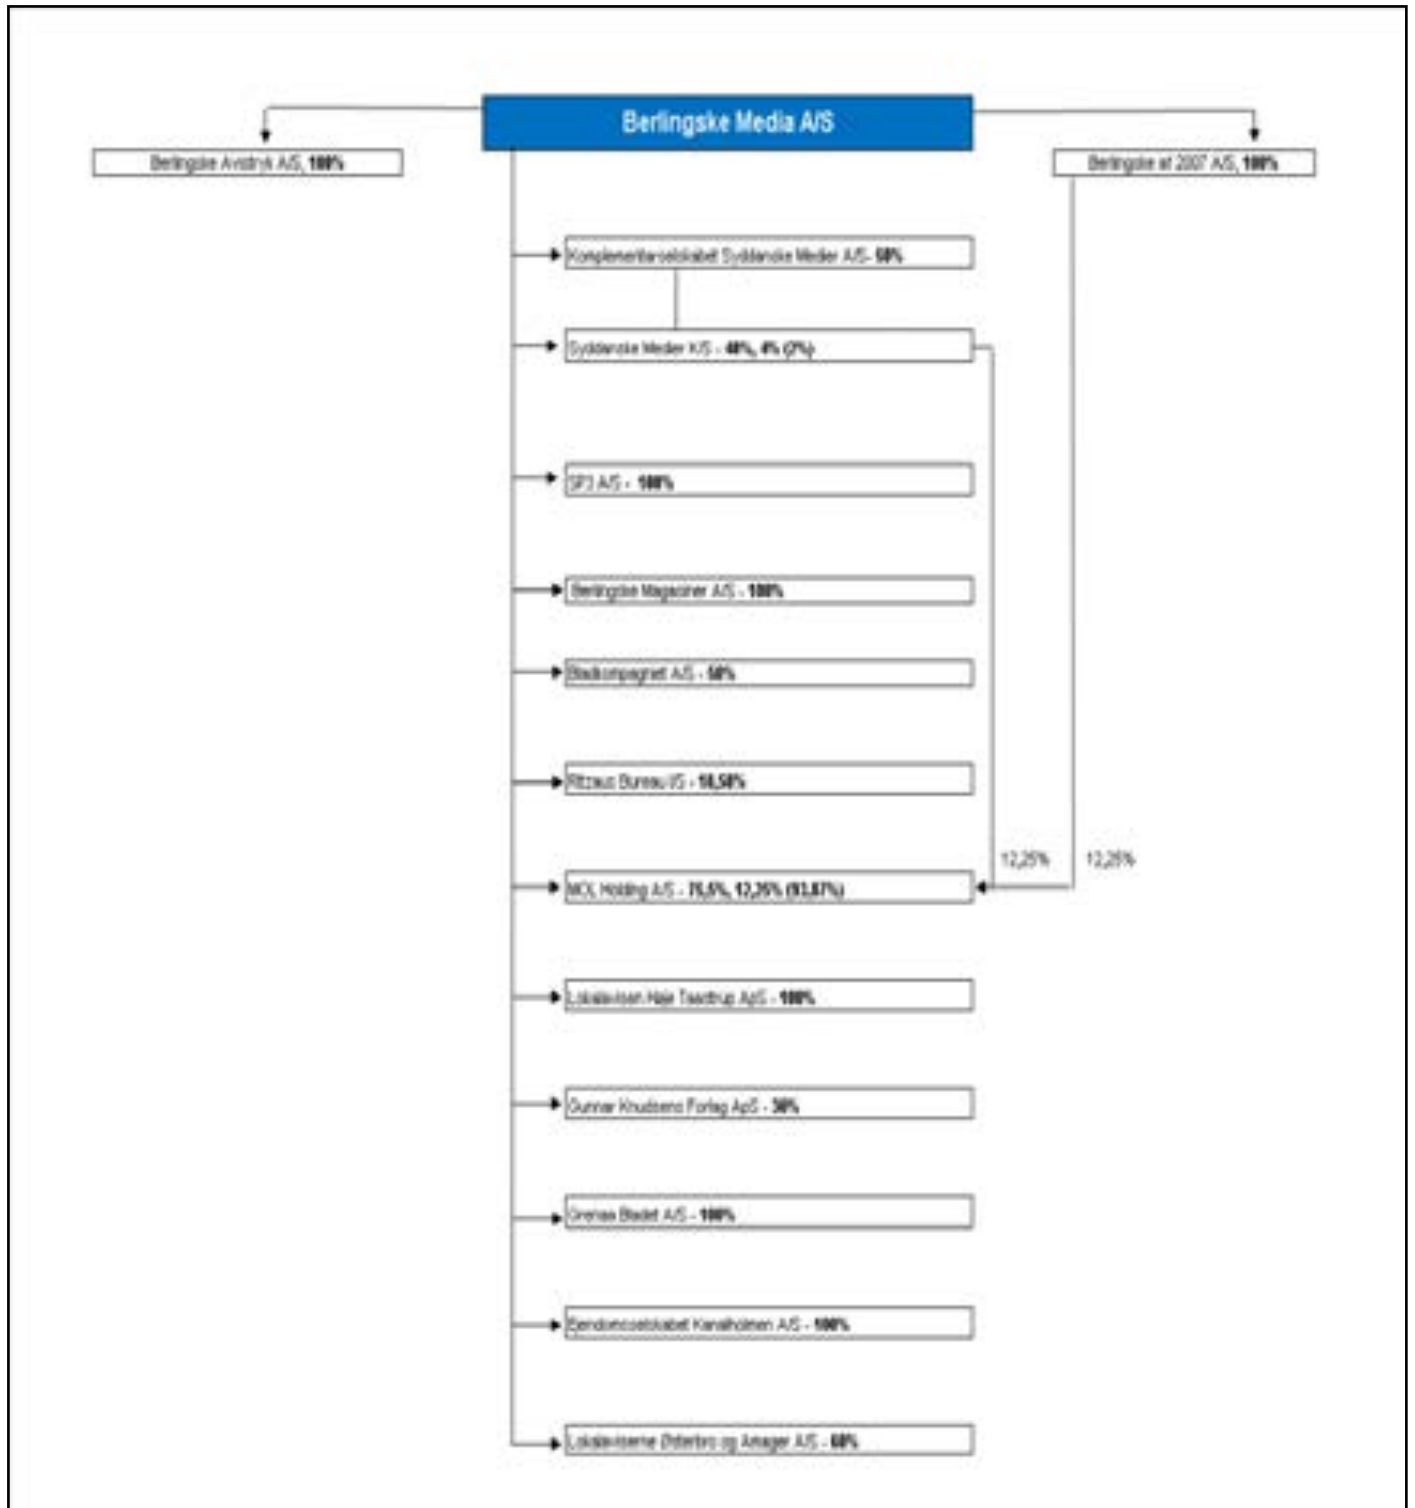 Berlingske Media A/S
Berlingske Avistryk A/S, 100%
Berlingske af 2007 A/S, 100%
Komplementarselskabet Syddanske Medier A/S- 50%
Syddanske Medier K/S - 48%, 4% (2%)
A/S - 100%
Berlingske Magasiner A/S - 100%
Bladkompagniet A/S - 50%
Ritzaus Bureau I/S - 18,50%
12,25%
12,25%
MOL Holding A/S - 75,5%, 12,25% (93,87%)
Lokalavisen Høje Taastrup ApS - 100%
Gunnar Knudsens Forlag ApS - 30%
Grenaa Bladet A/S - 100%
Ejendomsselskabet Kanalholmen A/S - 100%
Lokalaviserne Østerbro og Amager A/S - 60%